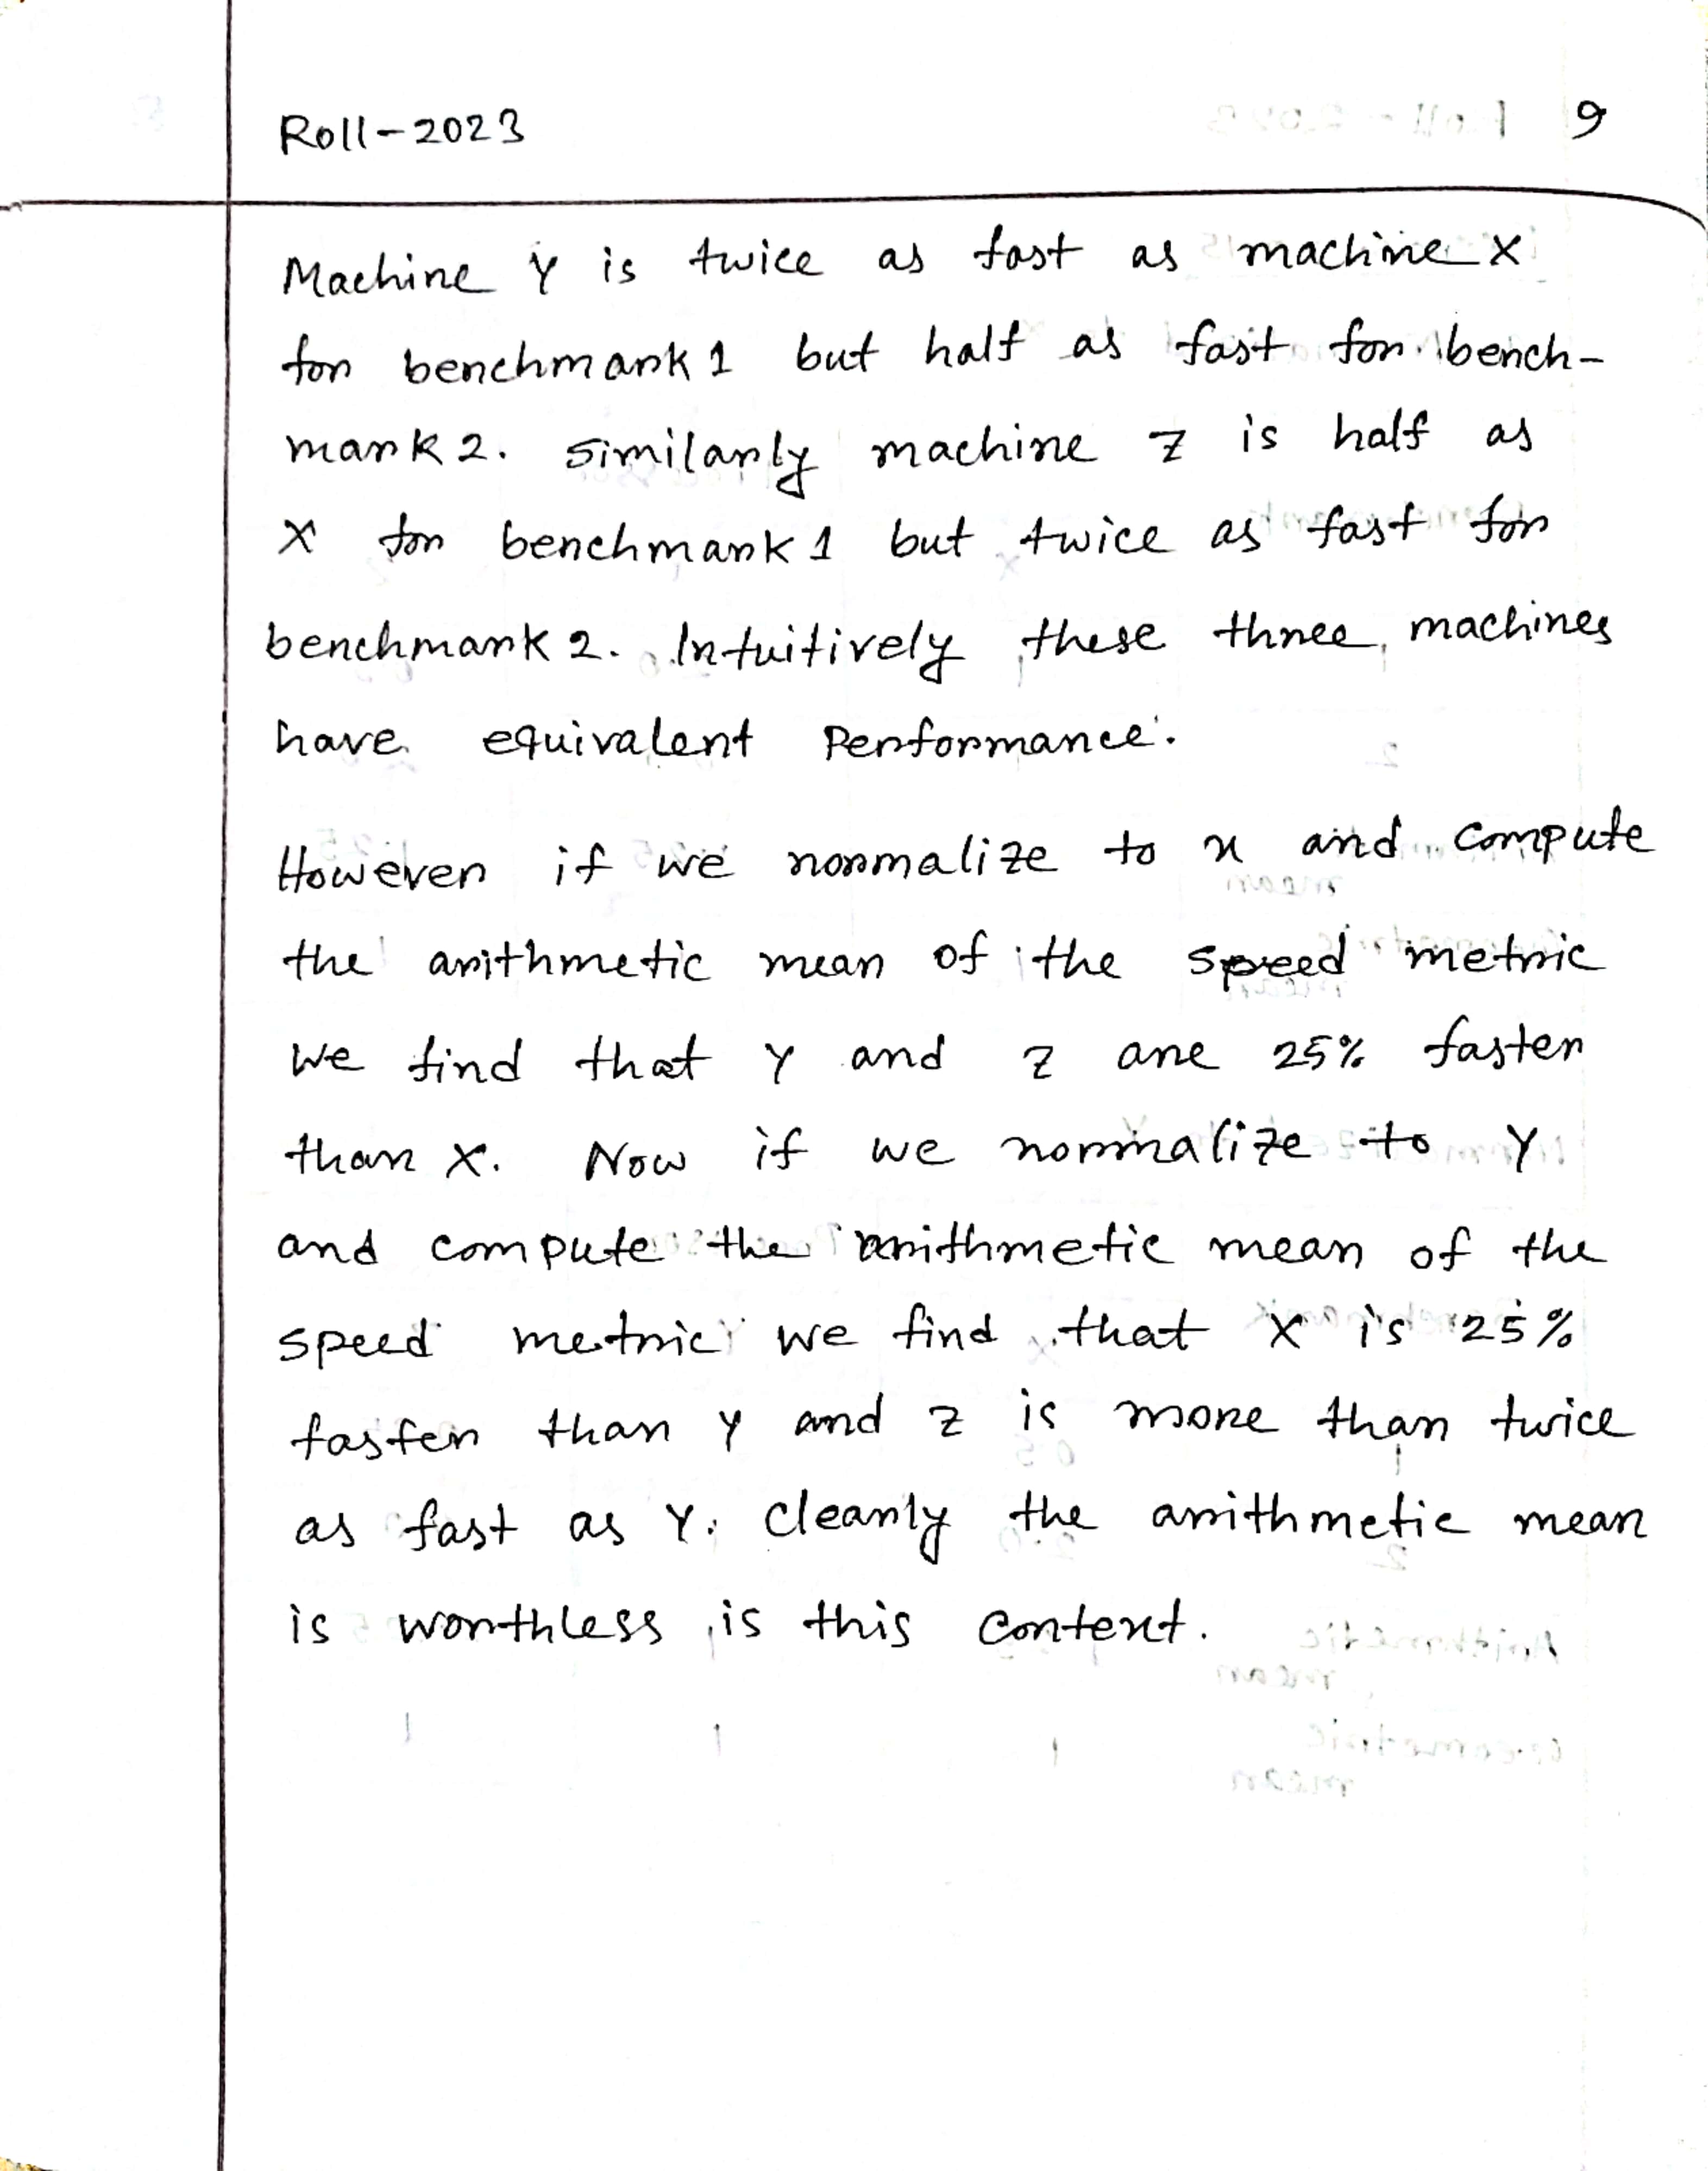 Roll-2023
9
Machine Y is twice as fast as machine X
for benchmark 1 but half as fast for bench-
mark 2. Similarly machine Z is half as
X for benchmark 1 but twice as fast for
benchmark 2. Intuitively these three machines
have equivalent Performance.
However if we normalize to x and compute
the arithmetic mean of the speed metric
we find that Y and Z are 25% faster
than X. Now if we normalize to Y
and compute the arithmetic mean of the
speed metric we find that X is 25%
faster than Y and Z is more than twice
as fast as Y. Clearly the arithmetic mean
is worthless is this context.